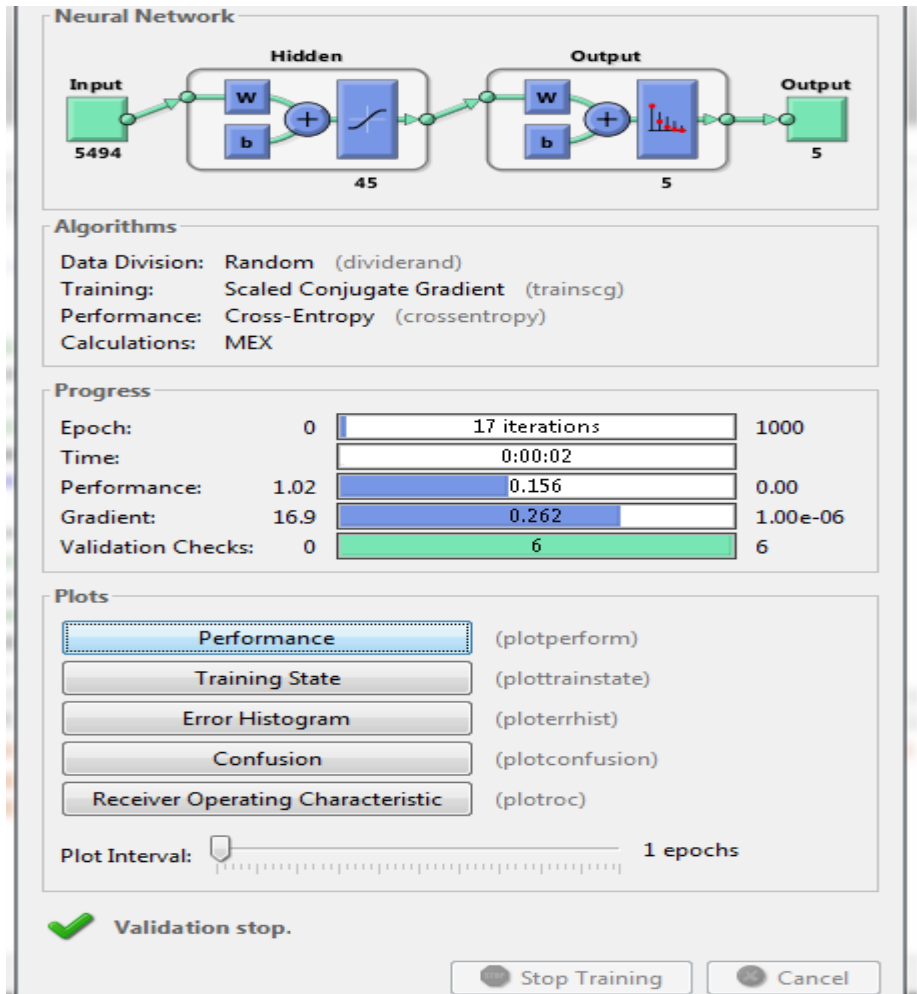 Neural Network
Hidden Output
Input W b + W b + Output
5494 45 5 5
Algorithms
Data Division: Random (dividerand)
Training: Scaled Conjugate Gradient (trainscg)
Performance: Cross-Entropy (crossentropy)
Calculations: MEX
Progress
Epoch: 0 17 iterations 1000
Time: 0:00:02
Performance: 1.02 0.156 0.00
Gradient: 16.9 0.262 1.00e-06
Validation Checks: 0 6 6
Plots
Performance (plotperform)
Training State (plottrainstate)
Error Histogram (ploterrhist)
Confusion (plotconfusion)
Receiver Operating Characteristic (plotroc)
Plot Interval: 1 epochs
Validation stop.
STOP Stop Training Cancel